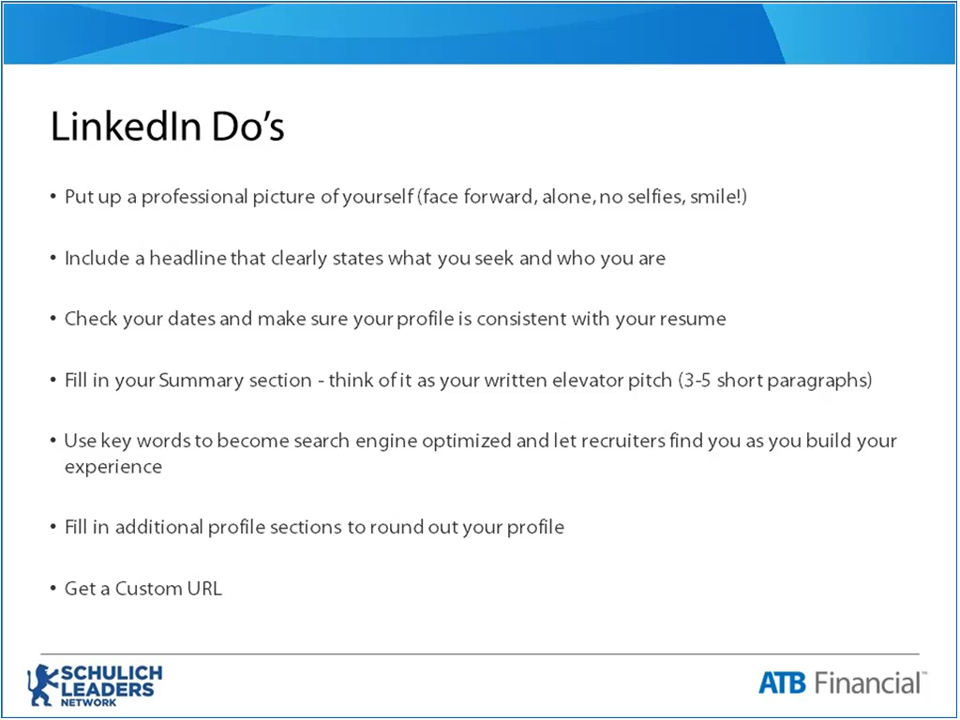 LinkedIn Do's
• Put up a professional picture of yourself (face forward, alone, no selfies, smile!)
• Include a headline that clearly states what you seek and who you are
• Check your dates and make sure your profile is consistent with your resume
• Fill in your Summary section - think of it as your written elevator pitch (3-5 short paragraphs)
• Use key words to become search engine optimized and let recruiters find you as you build your
experience
• Fill in additional profile sections to round out your profile
• Get a Custom URL
SCHULICH
LEADERS
NETWORK
ATB Financial™